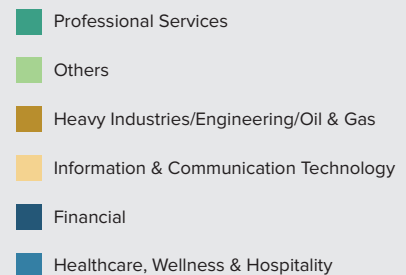 Professional Services
Others
Heavy Industries/Engineering/Oil & Gas
Information & Communication Technology
Financial
Healthcare, Wellness & Hospitality